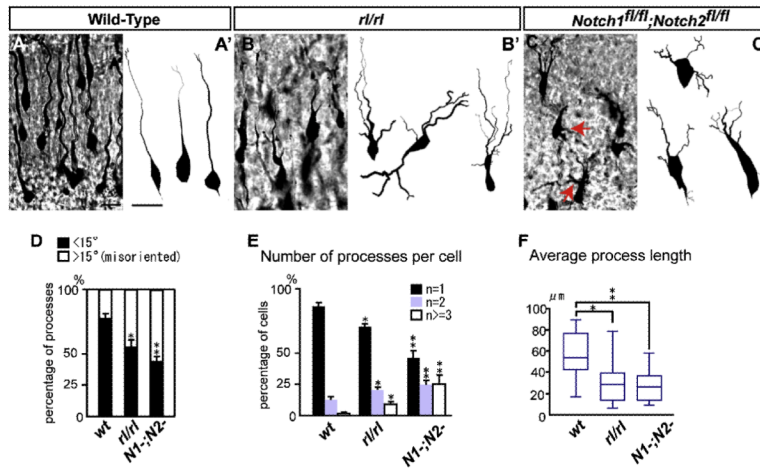 Wild-Type
rl/rl
Notch1fl/fl;Notch2fl/fl
A
A'
B
B'
C
C
D
<15°
>15° (misoriented)
%
percentage of processes
100
50
25
0
*
**
wt
rl/rl
N1-;N2-
E
Number of processes per cell
%
percentage of cells
100
50
25
0
n=1
n=2
n>=3
*
*
*
**
**
**
wt
rl/rl
N1-;N2-
F
Average process length
µm
100
80
60
40
20
0
*
**
wt
rl/rl
N1-;N2-